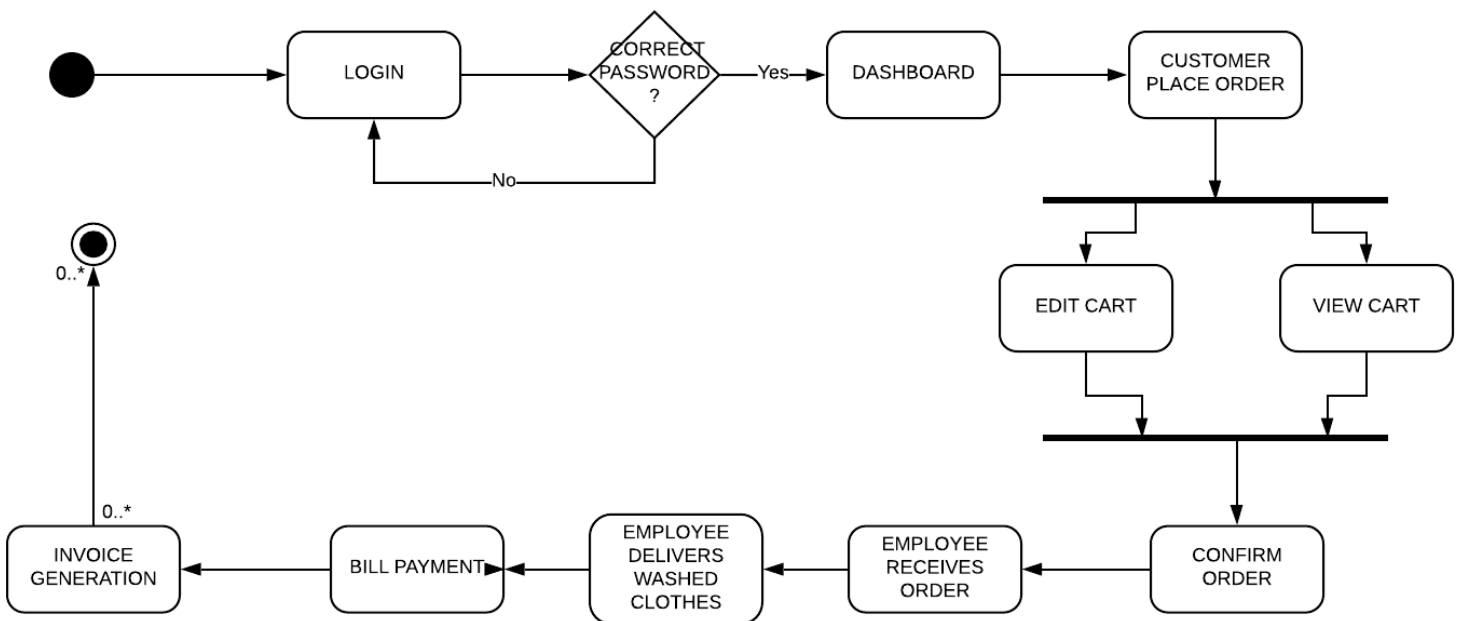 LOGIN
CORRECT
PASSWORD
?
Yes
DASHBOARD
CUSTOMER
PLACE ORDER
No
EDIT CART
VIEW CART
0..*
0..*
INVOICE
GENERATION
BILL PAYMENT
EMPLOYEE
DELIVERS
WASHED
CLOTHES
EMPLOYEE
RECEIVES
ORDER
CONFIRM
ORDER